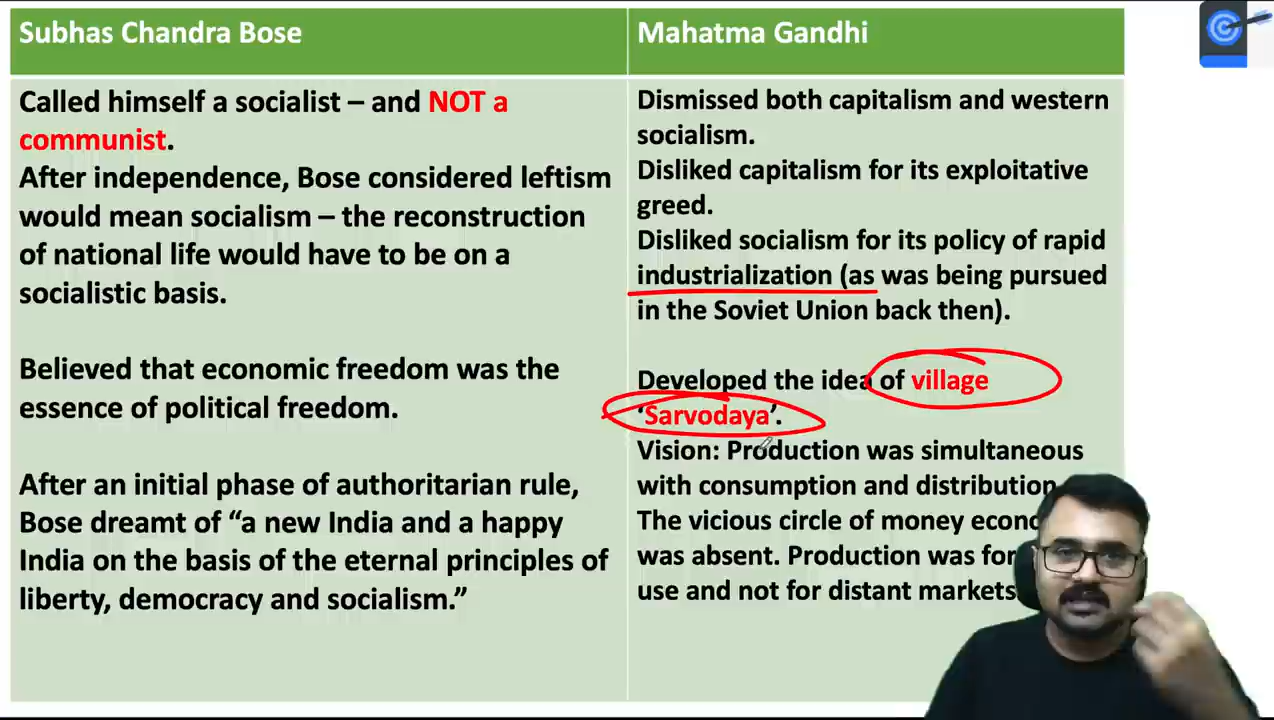 Subhas Chandra Bose
Called himself a socialist – and NOT a
communist.
After independence, Bose considered leftism
would mean socialism – the reconstruction
of national life would have to be on a
socialistic basis.
Believed that economic freedom was the
essence of political freedom.
After an initial phase of authoritarian rule,
Bose dreamt of “a new India and a happy
India on the basis of the eternal principles of
liberty, democracy and socialism.”
Mahatma Gandhi
Dismissed both capitalism and western
socialism.
Disliked capitalism for its exploitative
greed.
Disliked socialism for its policy of rapid
industrialization (as was being pursued
in the Soviet Union back then).
Developed the idea of village
‘Sarvodaya’.
Vision: Production was simultaneous
with consumption and distribution
The vicious circle of money
was absent. Production was for
use and not for distant markets